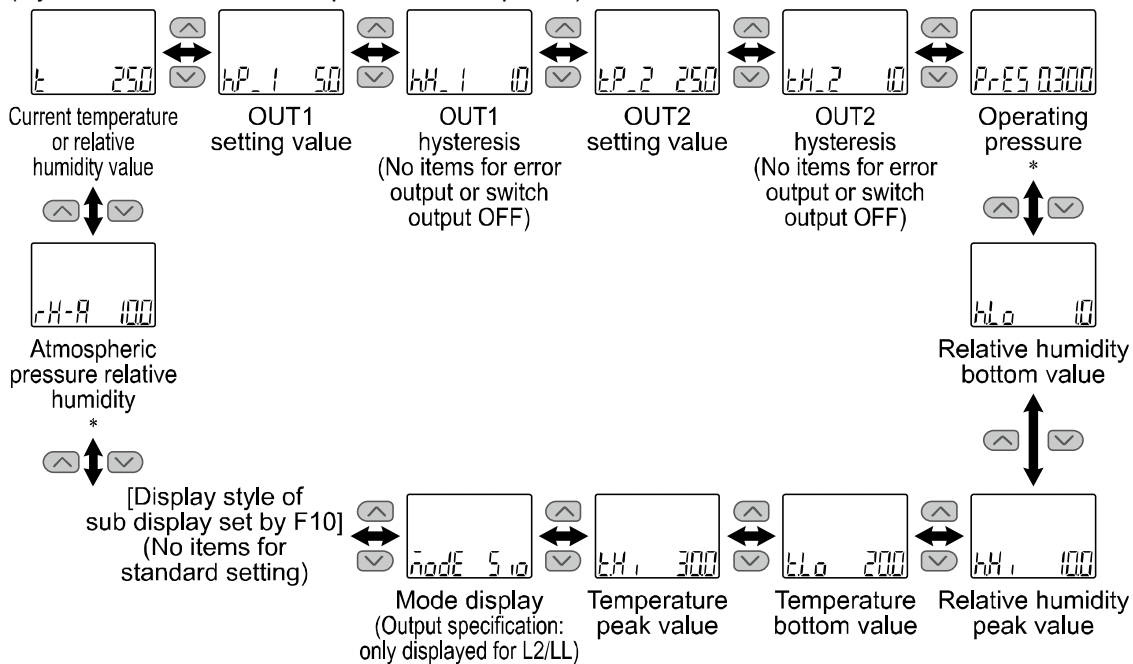 t 25.0
Current temperature
or relative
humidity value
hP_1 5.0
OUT1
setting value
hH_1 1.0
OUT1
hysteresis
(No items for error
output or switch
output OFF)
tP_2 25.0
OUT2
setting value
tH_2 1.0
OUT2
hysteresis
(No items for error
output or switch
output OFF)
PrES 0.300
Operating
pressure
*
rH-A 10.0
Atmospheric
pressure relative
humidity
*
hLo 1.0
Relative humidity
bottom value
[Display style of
sub display set by F10]
(No items for
standard setting)
modE Sio
Mode display
(Output specification:
only displayed for L2/LL)
tHi 30.0
Temperature
peak value
tLo 20.0
Temperature
bottom value
hHi 10.0
Relative humidity
peak value